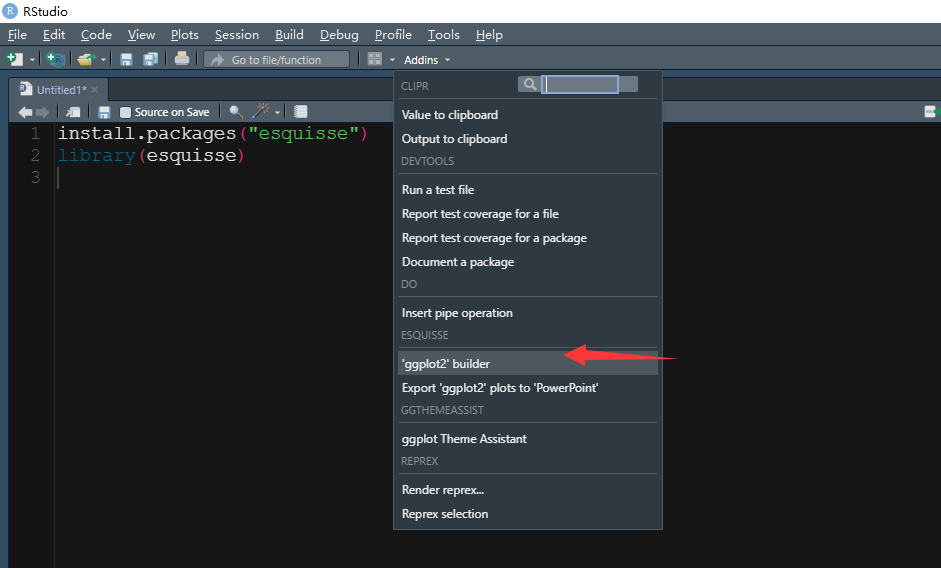 R RStudio
File Edit Code View Plots Session Build Debug Profile Tools Help
Go to file/function Addins
Untitled1*
Source on Save
1 install.packages("esquisse")
2 library(esquisse)
3
CLIPR
Value to clipboard
Output to clipboard
DEVTOOLS
Run a test file
Report test coverage for a file
Report test coverage for a package
Document a package
DO
Insert pipe operation
ESQUISSE
'ggplot2' builder
Export 'ggplot2' plots to 'PowerPoint'
GGTHEMEASSIST
ggplot Theme Assistant
REPREX
Render reprex...
Reprex selection